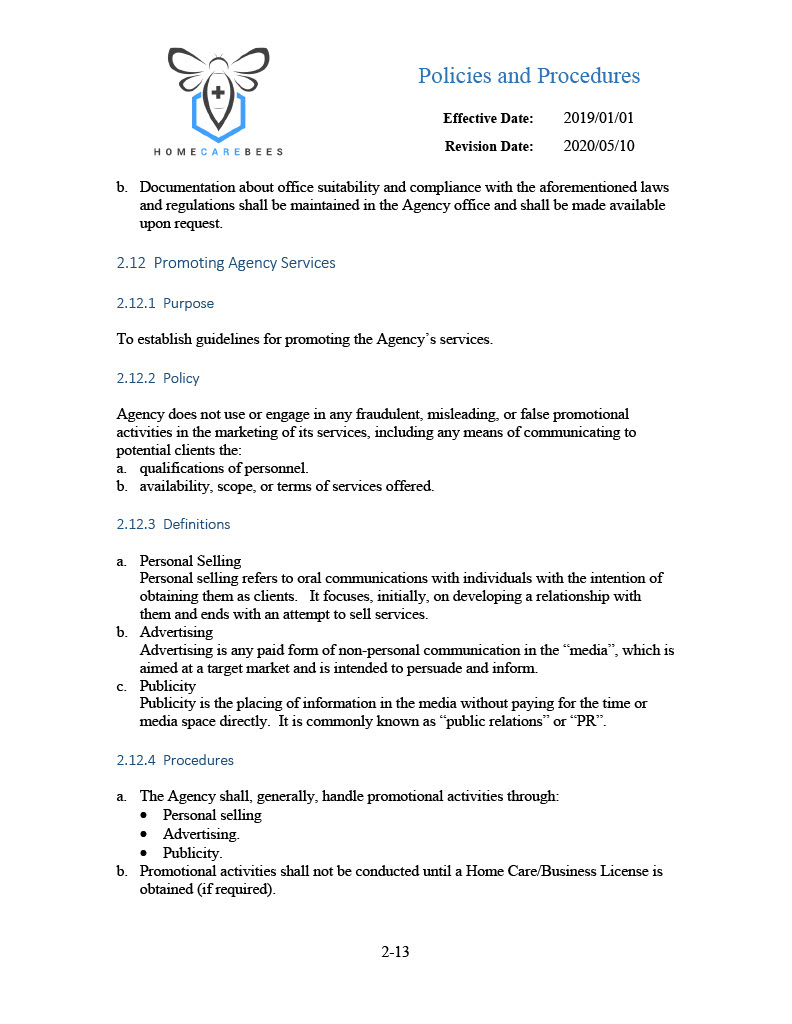 HOMECAREBEES
Policies and Procedures
Effective Date: 2019/01/01
Revision Date: 2020/05/10
b. Documentation about office suitability and compliance with the aforementioned laws
and regulations shall be maintained in the Agency office and shall be made available
upon request.
2.12 Promoting Agency Services
2.12.1 Purpose
To establish guidelines for promoting the Agency’s services.
2.12.2 Policy
Agency does not use or engage in any fraudulent, misleading, or false promotional
activities in the marketing of its services, including any means of communicating to
potential clients the:
a. qualifications of personnel.
b. availability, scope, or terms of services offered.
2.12.3 Definitions
a. Personal Selling
Personal selling refers to oral communications with individuals with the intention of
obtaining them as clients. It focuses, initially, on developing a relationship with
them and ends with an attempt to sell services.
b. Advertising
Advertising is any paid form of non-personal communication in the “media”, which is
aimed at a target market and is intended to persuade and inform.
c. Publicity
Publicity is the placing of information in the media without paying for the time or
media space directly. It is commonly known as “public relations” or “PR”.
2.12.4 Procedures
a. The Agency shall, generally, handle promotional activities through:
• Personal selling
• Advertising.
• Publicity.
b. Promotional activities shall not be conducted until a Home Care/Business License is
obtained (if required).
2-13